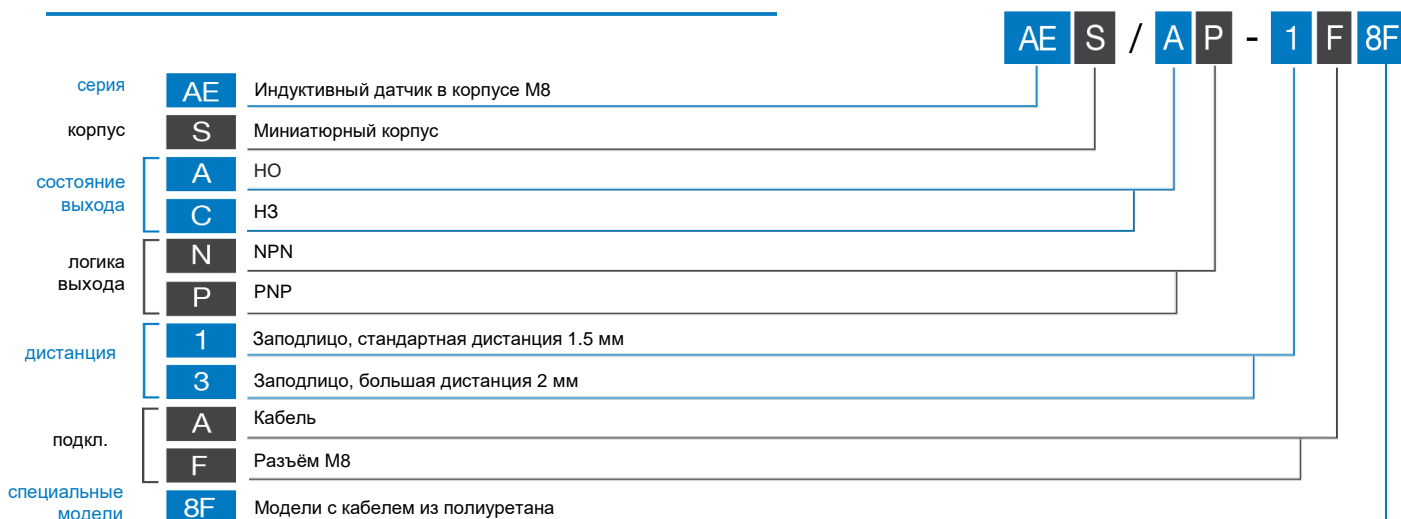 AE S / A P - 1 F 8F
серия AE Индуктивный датчик в корпусе M8
корпус S Миниатюрный корпус
состояние
выхода
A НО
C НЗ
логика
выхода
N NPN
P PNP
дистанция
1 Заподлицо, стандартная дистанция 1.5 мм
3 Заподлицо, большая дистанция 2 мм
подкл.
A Кабель
F Разъём M8
специальные
модели
8F Модели с кабелем из полиуретана